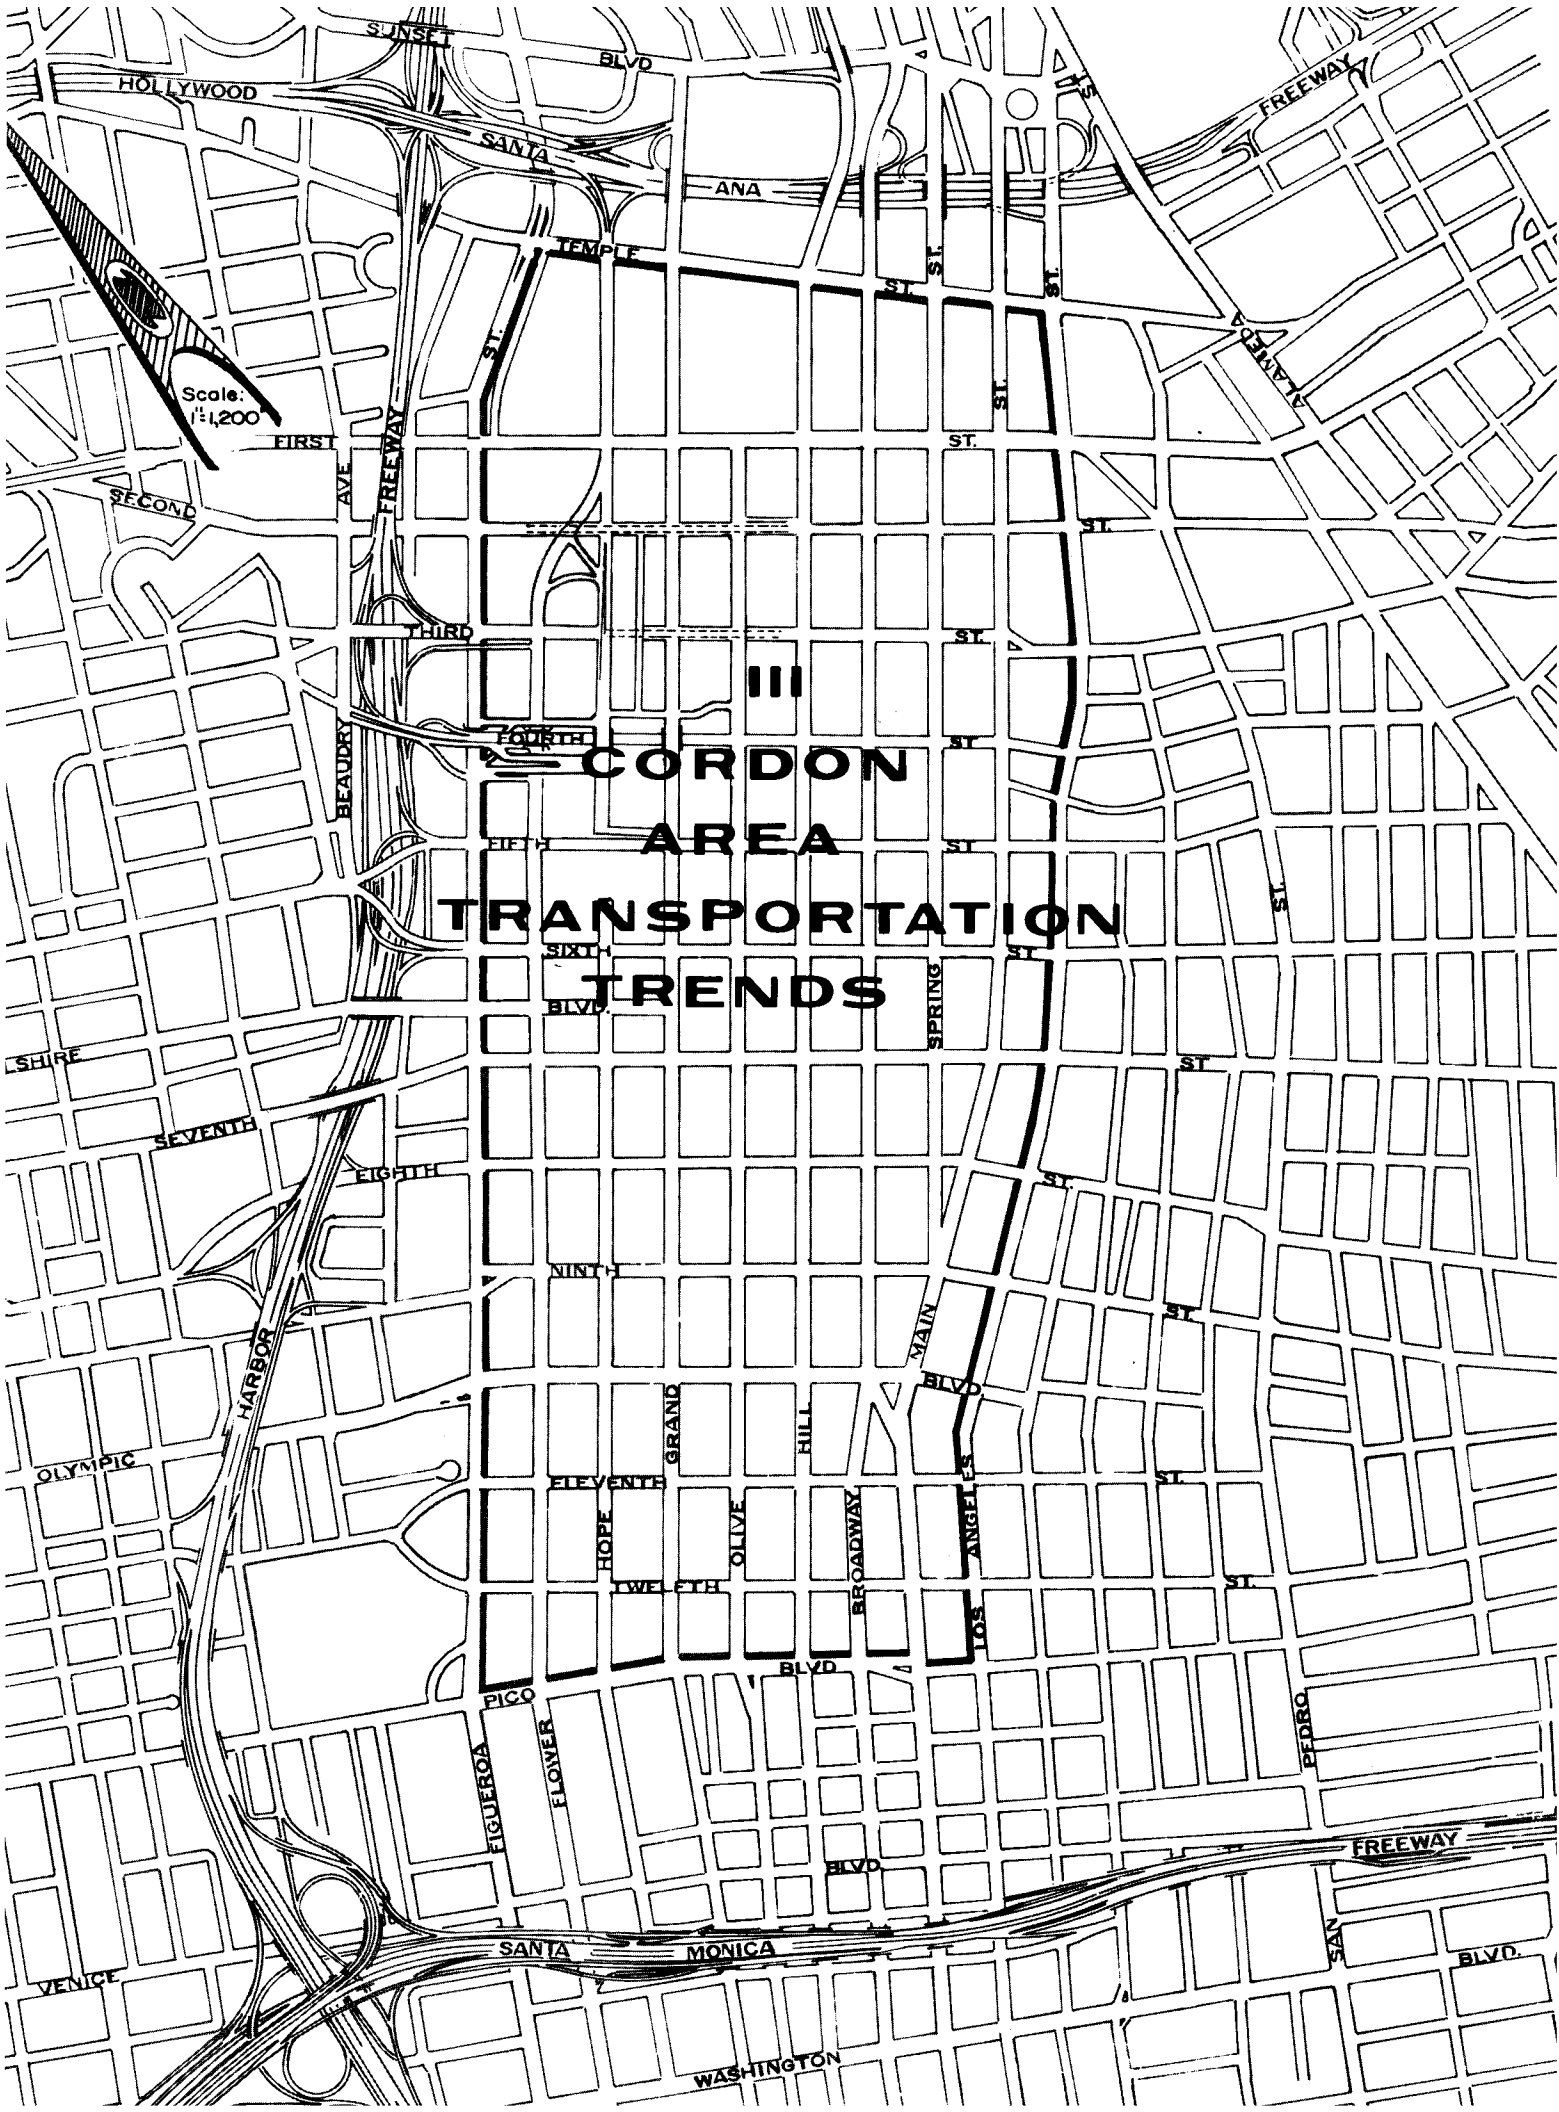 SUNSET
BLVD
HOLLYWOOD
FREEWAY
ST
SANTA
ANA
TEMPLE
ST.
ST.
ST.
ST.
Scale:
1"=1,200'
ALAMEDA
ST.
FREEWAY
FIRST
ST.
AVE
SECOND
ST.
THIRD
ST.
III
BEAUDRY
FOURTH
ST
CORDON
AREA
FIFTH
ST
ST.
TRANSPORTATION
SIXTH
ST
TRENDS
BLVD.
SPRING
LSHIRE
ST
SEVENTH
EIGHTH
ST.
NINTH
ST.
HARBOR
MAIN
BLVD.
GRAND
HILL
OLYMPIC
ELEVENTH
ST.
HOPE
OLIVE
BROADWAY
ANGELES
TWELFTH
ST.
LOS
BLVD
PICO
FIGUEROA
FLOWER
PEDRO
BLVD.
FREEWAY
SANTA
MONICA
SAN
BLVD.
VENICE
WASHINGTON